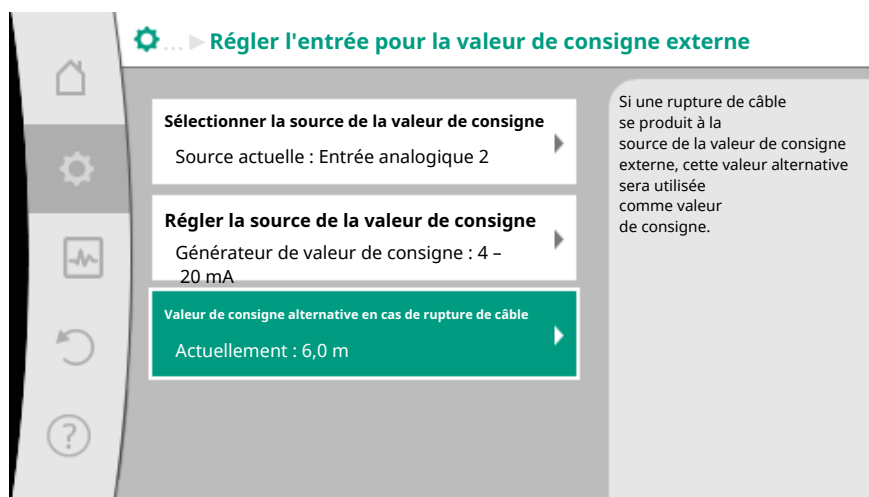 ... Régler l'entrée pour la valeur de consigne externe
Sélectionner la source de la valeur de consigne
Source actuelle : Entrée analogique 2
Régler la source de la valeur de consigne
Générateur de valeur de consigne : 4 –
20 mA
Valeur de consigne alternative en cas de rupture de câble
Actuellement : 6,0 m
Si une rupture de câble
se produit à la
source de la valeur de consigne
externe, cette valeur alternative
sera utilisée
comme valeur
de consigne.
?